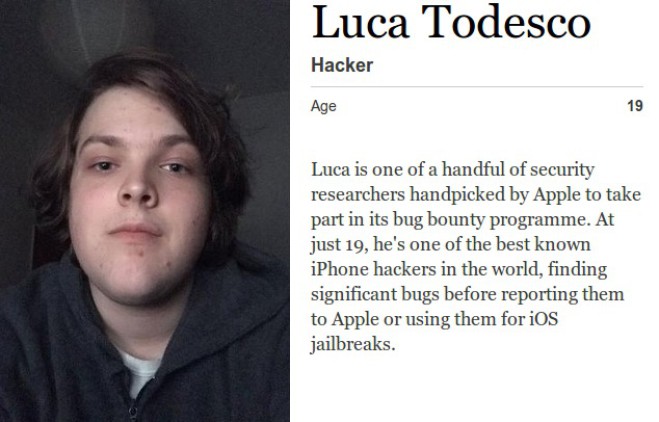 Luca Todesco
Hacker
Age 19
Luca is one of a handful of security
researchers handpicked by Apple to take
part in its bug bounty programme. At
just 19, he's one of the best known
iPhone hackers in the world, finding
significant bugs before reporting them
to Apple or using them for iOS
jailbreaks.